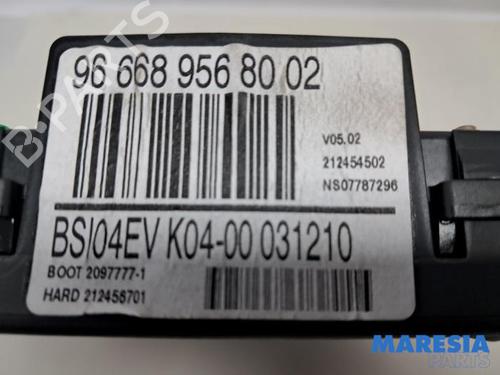 B-PARTS
96 668 956 80 02
V05.02
212454502
NS07787296
BSI04EV K04-00 031210
BOOT 2097777-1
HARD 212456701
MARESIA
Parts